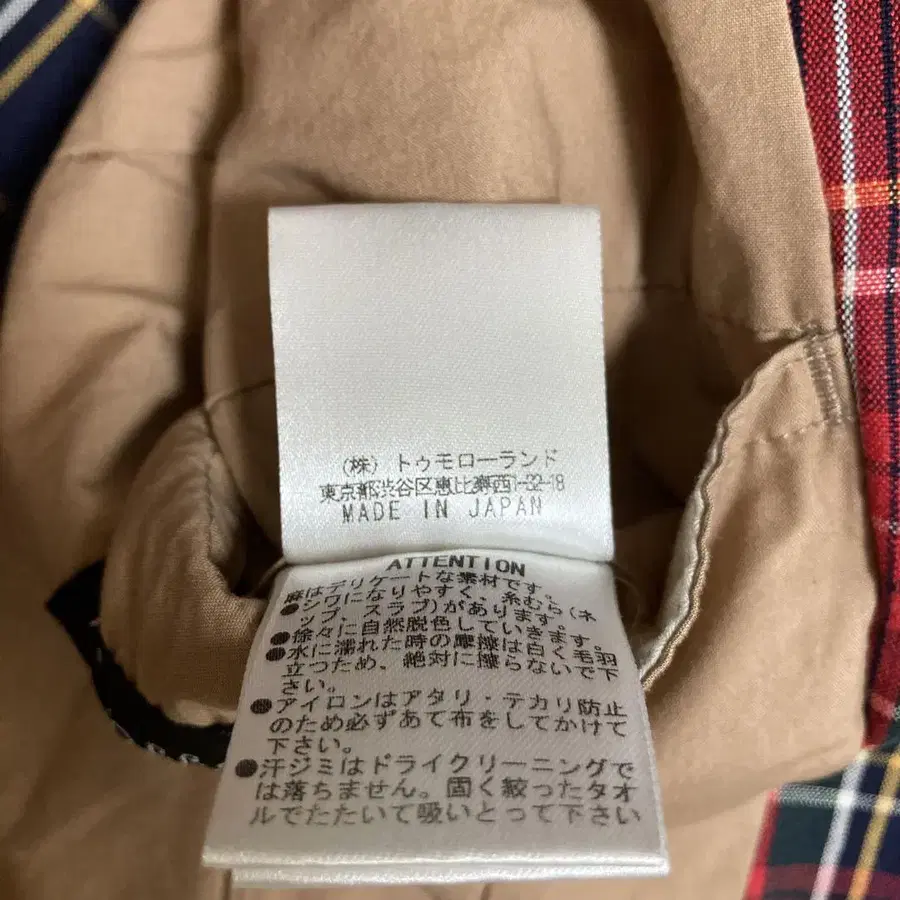 (株)トゥモローランド
東京都渋谷区恵比寿西1-32-18
MADE IN JAPAN
ATTENTION
麻はデリケートな素材です。
●シワになりやすく、糸むら(ネ
ップ、スラブ)があります。
●徐々に自然脱色していきます。
●水に濡れた時の摩擦は白く毛羽
立つため、絶対に擦らないで下
さい。
●アイロンはアタリ・テカリ防止
のため必ずあて布をしてかけて
下さい。
●汗ジミはドライクリーニングで
は落ちません。固く絞ったタオ
ルでたたいて吸いとって下さい